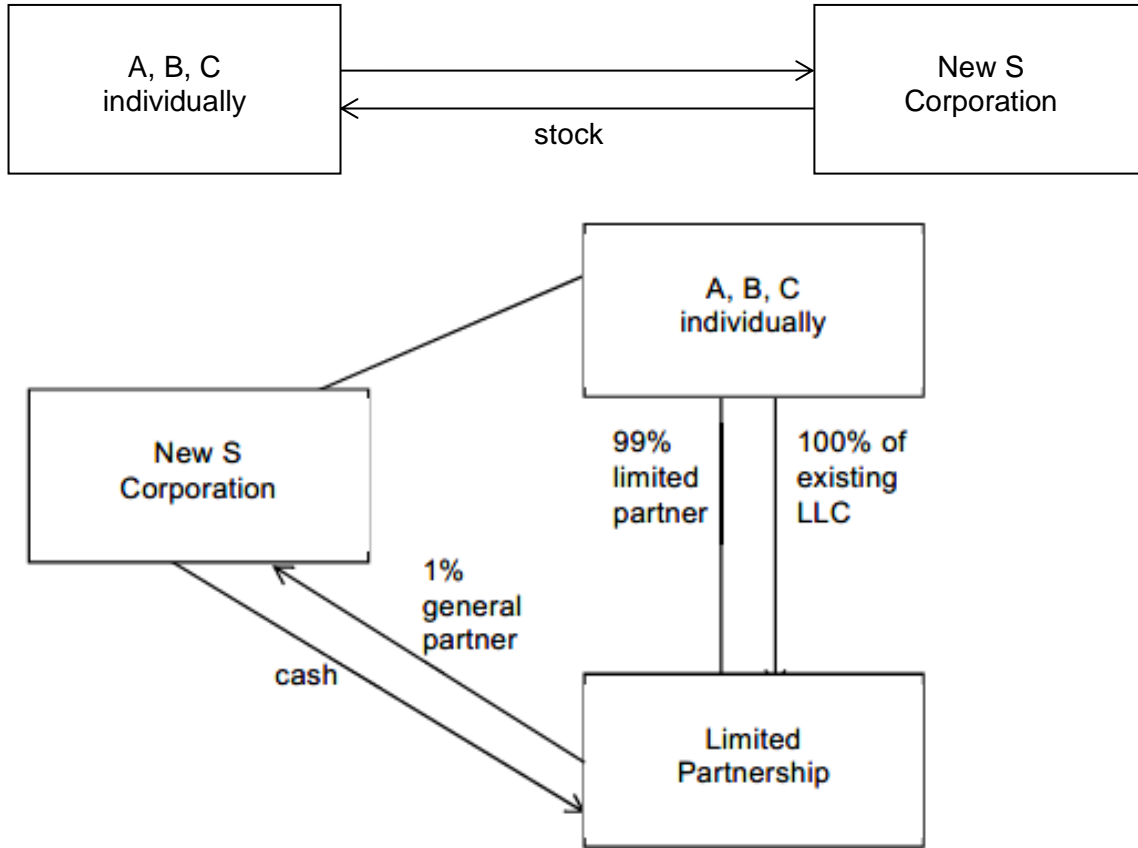 A, B, C
individually
New S
Corporation
stock
A, B, C
individually
New S
Corporation
99%
limited
partner
100% of
existing
LLC
1%
general
partner
cash
Limited
Partnership